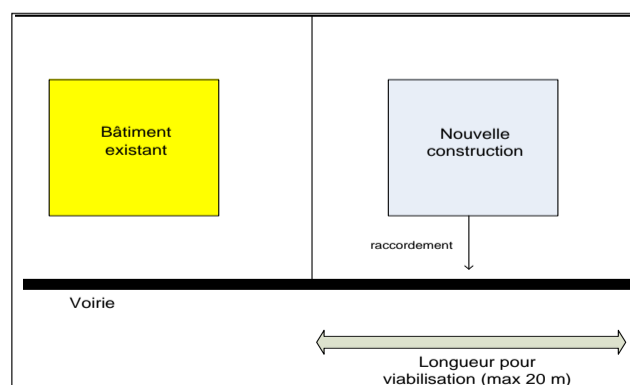 Bâtiment
existant
Nouvelle
construction
raccordement
Voirie
Longueur pour
viabilisation (max 20 m)